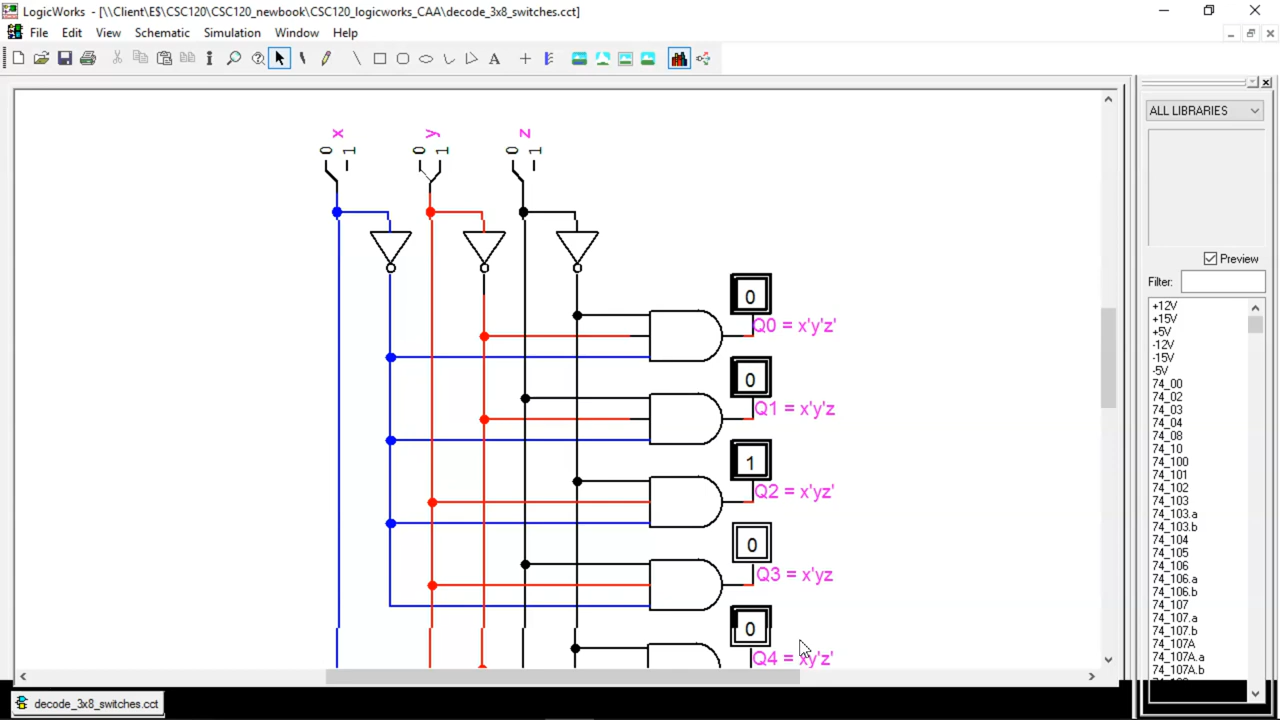 LogicWorks - [\\Client\E$\CSC120\CSC120_newbook\CSC120_logicworks_CAA\decode_3x8_switches.cct]
File Edit View Schematic Simulation Window Help
A
ALL LIBRARIES
Preview
Filter:
x y z
0 1 0 1 0 1
0
Q0 = x'y'z'
0
Q1 = x'y'z
1
Q2 = x'yz'
0
Q3 = x'yz
0
Q4 = xy'z'
+12V
+15V
+5V
-12V
-15V
-5V
74_00
74_02
74_03
74_04
74_08
74_10
74_100
74_101
74_102
74_103
74_103.a
74_103.b
74_104
74_105
74_106
74_106.a
74_106.b
74_107
74_107.a
74_107.b
74_107A
74_107A.a
74_107A.b
decode_3x8_switches.cct